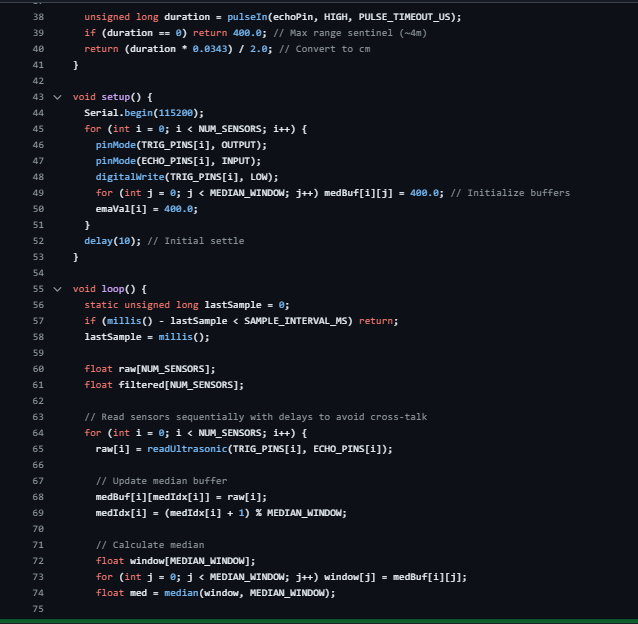 38 unsigned long duration = pulseIn(echoPin, HIGH, PULSE_TIMEOUT_US);
39 if (duration == 0) return 400.0; // Max range sentinel (~4m)
40 return (duration * 0.0343) / 2.0; // Convert to cm
41 }
42
43 void setup() {
44 Serial.begin(115200);
45 for (int i = 0; i < NUM_SENSORS; i++) {
46 pinMode(TRIG_PINS[i], OUTPUT);
47 pinMode(ECHO_PINS[i], INPUT);
48 digitalWrite(TRIG_PINS[i], LOW);
49 for (int j = 0; j < MEDIAN_WINDOW; j++) medBuf[i][j] = 400.0; // Initialize buffers
50 emaVal[i] = 400.0;
51 }
52 delay(10); // Initial settle
53 }
54
55 void loop() {
56 static unsigned long lastSample = 0;
57 if (millis() - lastSample < SAMPLE_INTERVAL_MS) return;
58 lastSample = millis();
59
60 float raw[NUM_SENSORS];
61 float filtered[NUM_SENSORS];
62
63 // Read sensors sequentially with delays to avoid cross-talk
64 for (int i = 0; i < NUM_SENSORS; i++) {
65 raw[i] = readUltrasonic(TRIG_PINS[i], ECHO_PINS[i]);
66
67 // Update median buffer
68 medBuf[i][medIdx[i]] = raw[i];
69 medIdx[i] = (medIdx[i] + 1) % MEDIAN_WINDOW;
70
71 // Calculate median
72 float window[MEDIAN_WINDOW];
73 for (int j = 0; j < MEDIAN_WINDOW; j++) window[j] = medBuf[i][j];
74 float med = median(window, MEDIAN_WINDOW);
75